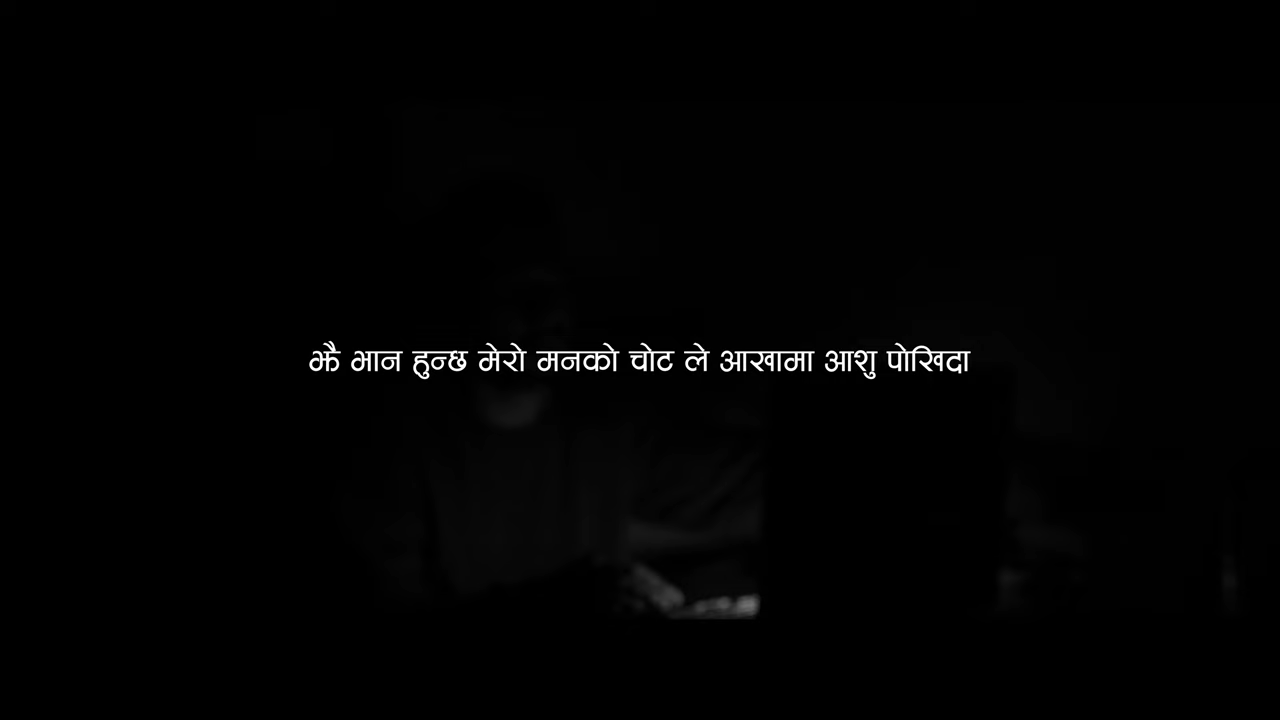 झै भान हुन्छ मेरो मनको चोट ले आखामा आशु पोखिदा